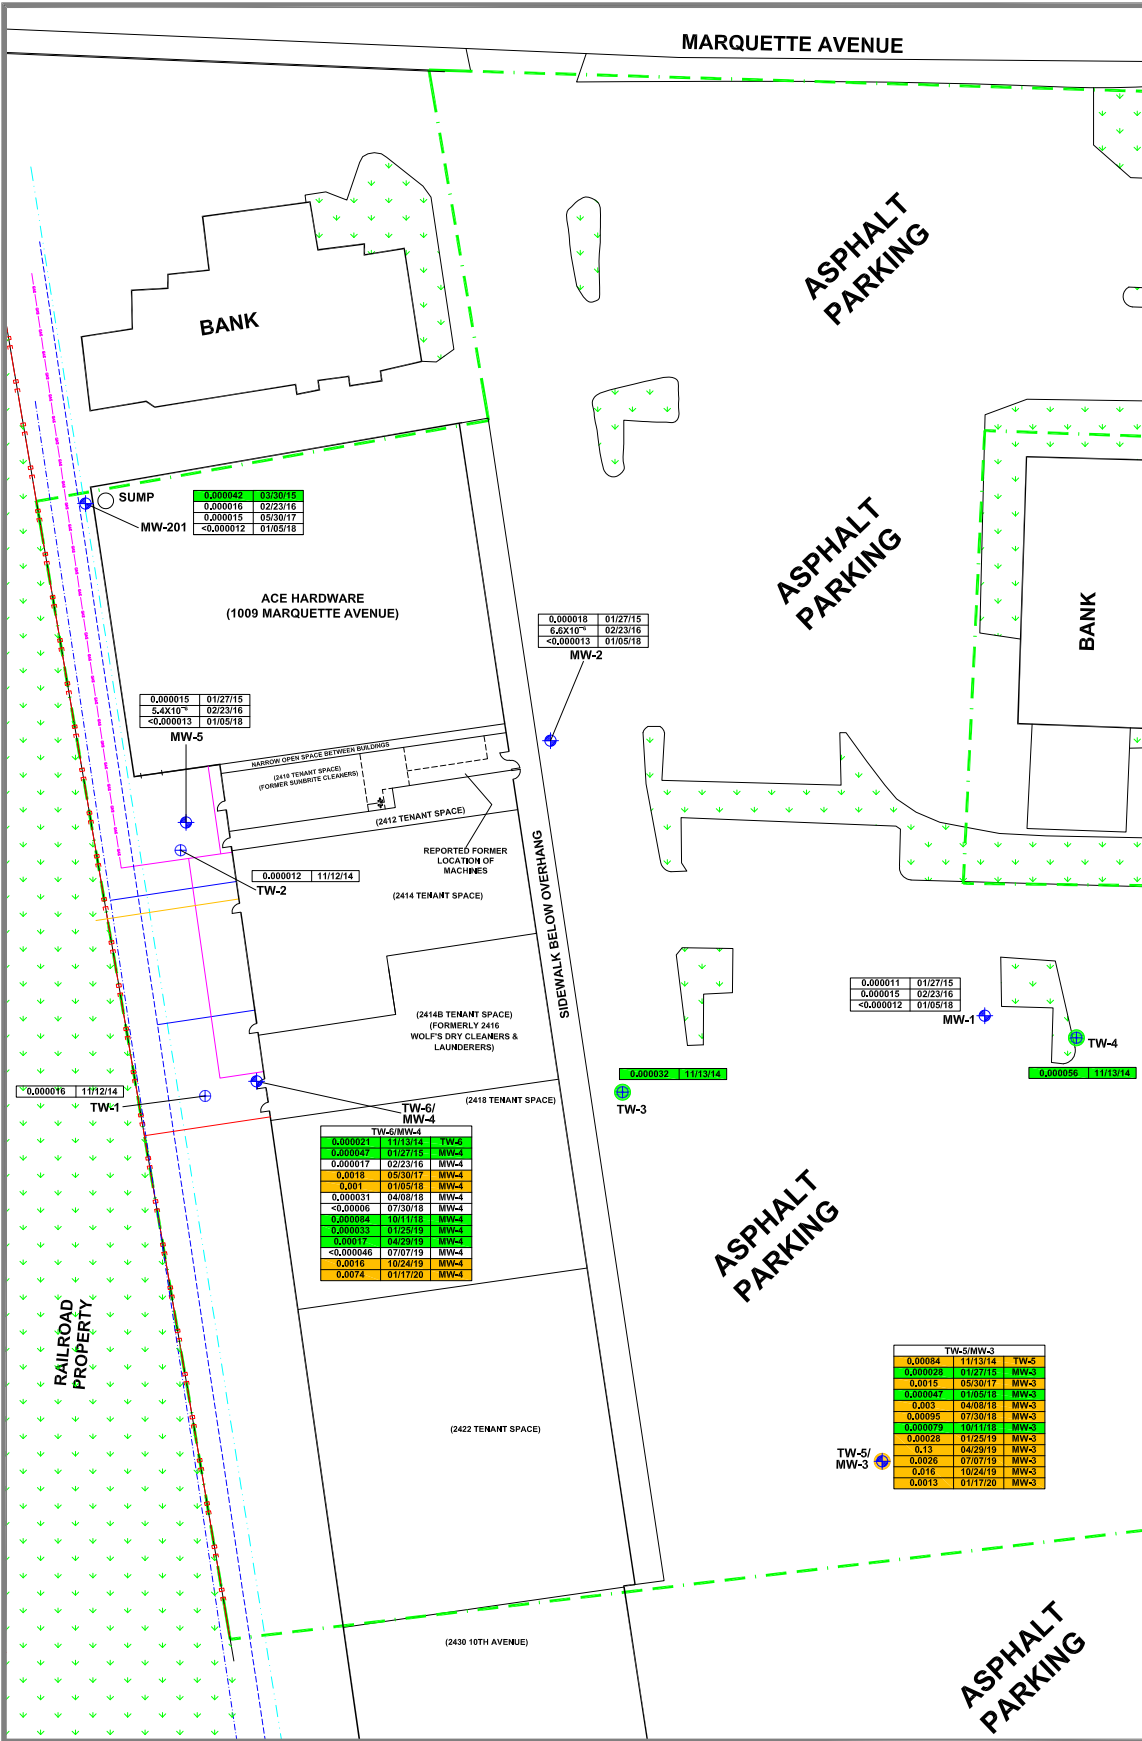 MARQUETTE AVENUE
ASPHALT
PARKING
BANK
SUMP
MW-201
0.000042 03/30/15
0.000016 02/23/16
0.000015 05/30/17
<0.000012 01/05/18
ASPHALT
PARKING
BANK
ACE HARDWARE
(1009 MARQUETTE AVENUE)
0.000018 01/27/15
6.6X10⁻⁶ 02/23/16
<0.000013 01/05/18
MW-2
0.000015 01/27/15
5.4X10⁻⁶ 02/23/16
<0.000013 01/05/18
MW-5
NARROW OPEN SPACE BETWEEN BUILDINGS
(2410 TENANT SPACE)
(FORMER SUNBRITE CLEANERS)
(2412 TENANT SPACE)
REPORTED FORMER
LOCATION OF
MACHINES
0.000012 11/12/14
TW-2
(2414 TENANT SPACE)
SIDEWALK BELOW OVERHANG
0.000011 01/27/15
0.000015 02/23/16
<0.000012 01/05/18
MW-1
TW-4
0.000056 11/13/14
(2414B TENANT SPACE)
(FORMERLY 2416
WOLF'S DRY CLEANERS &
LAUNDERERS)
0.000032 11/13/14
TW-3
0.000016 11/12/14
TW-1
(2418 TENANT SPACE)
TW-6/
MW-4
TW-6/MW-4
0.000021 11/13/14 TW-6
0.000047 01/27/15 MW-4
0.000017 02/23/16 MW-4
0.0018 05/30/17 MW-4
0.001 01/05/18 MW-4
0.000031 04/08/18 MW-4
<0.00006 07/30/18 MW-4
0.000084 10/11/18 MW-4
0.000033 01/25/19 MW-4
0.00017 04/29/19 MW-4
<0.000046 07/07/19 MW-4
0.0016 10/24/19 MW-4
0.0074 01/17/20 MW-4
ASPHALT
PARKING
RAILROAD
PROPERTY
TW-5/MW-3
0.00084 11/13/14 TW-5
0.000028 01/27/15 MW-3
0.0015 05/30/17 MW-3
0.000047 01/05/18 MW-3
0.003 04/08/18 MW-3
0.00095 07/30/18 MW-3
0.000079 10/11/18 MW-3
0.00028 01/25/19 MW-3
0.13 04/29/19 MW-3
0.0026 07/07/19 MW-3
0.016 10/24/19 MW-3
0.0013 01/17/20 MW-3
TW-5/
MW-3
(2422 TENANT SPACE)
(2430 10TH AVENUE)
ASPHALT
PARKING